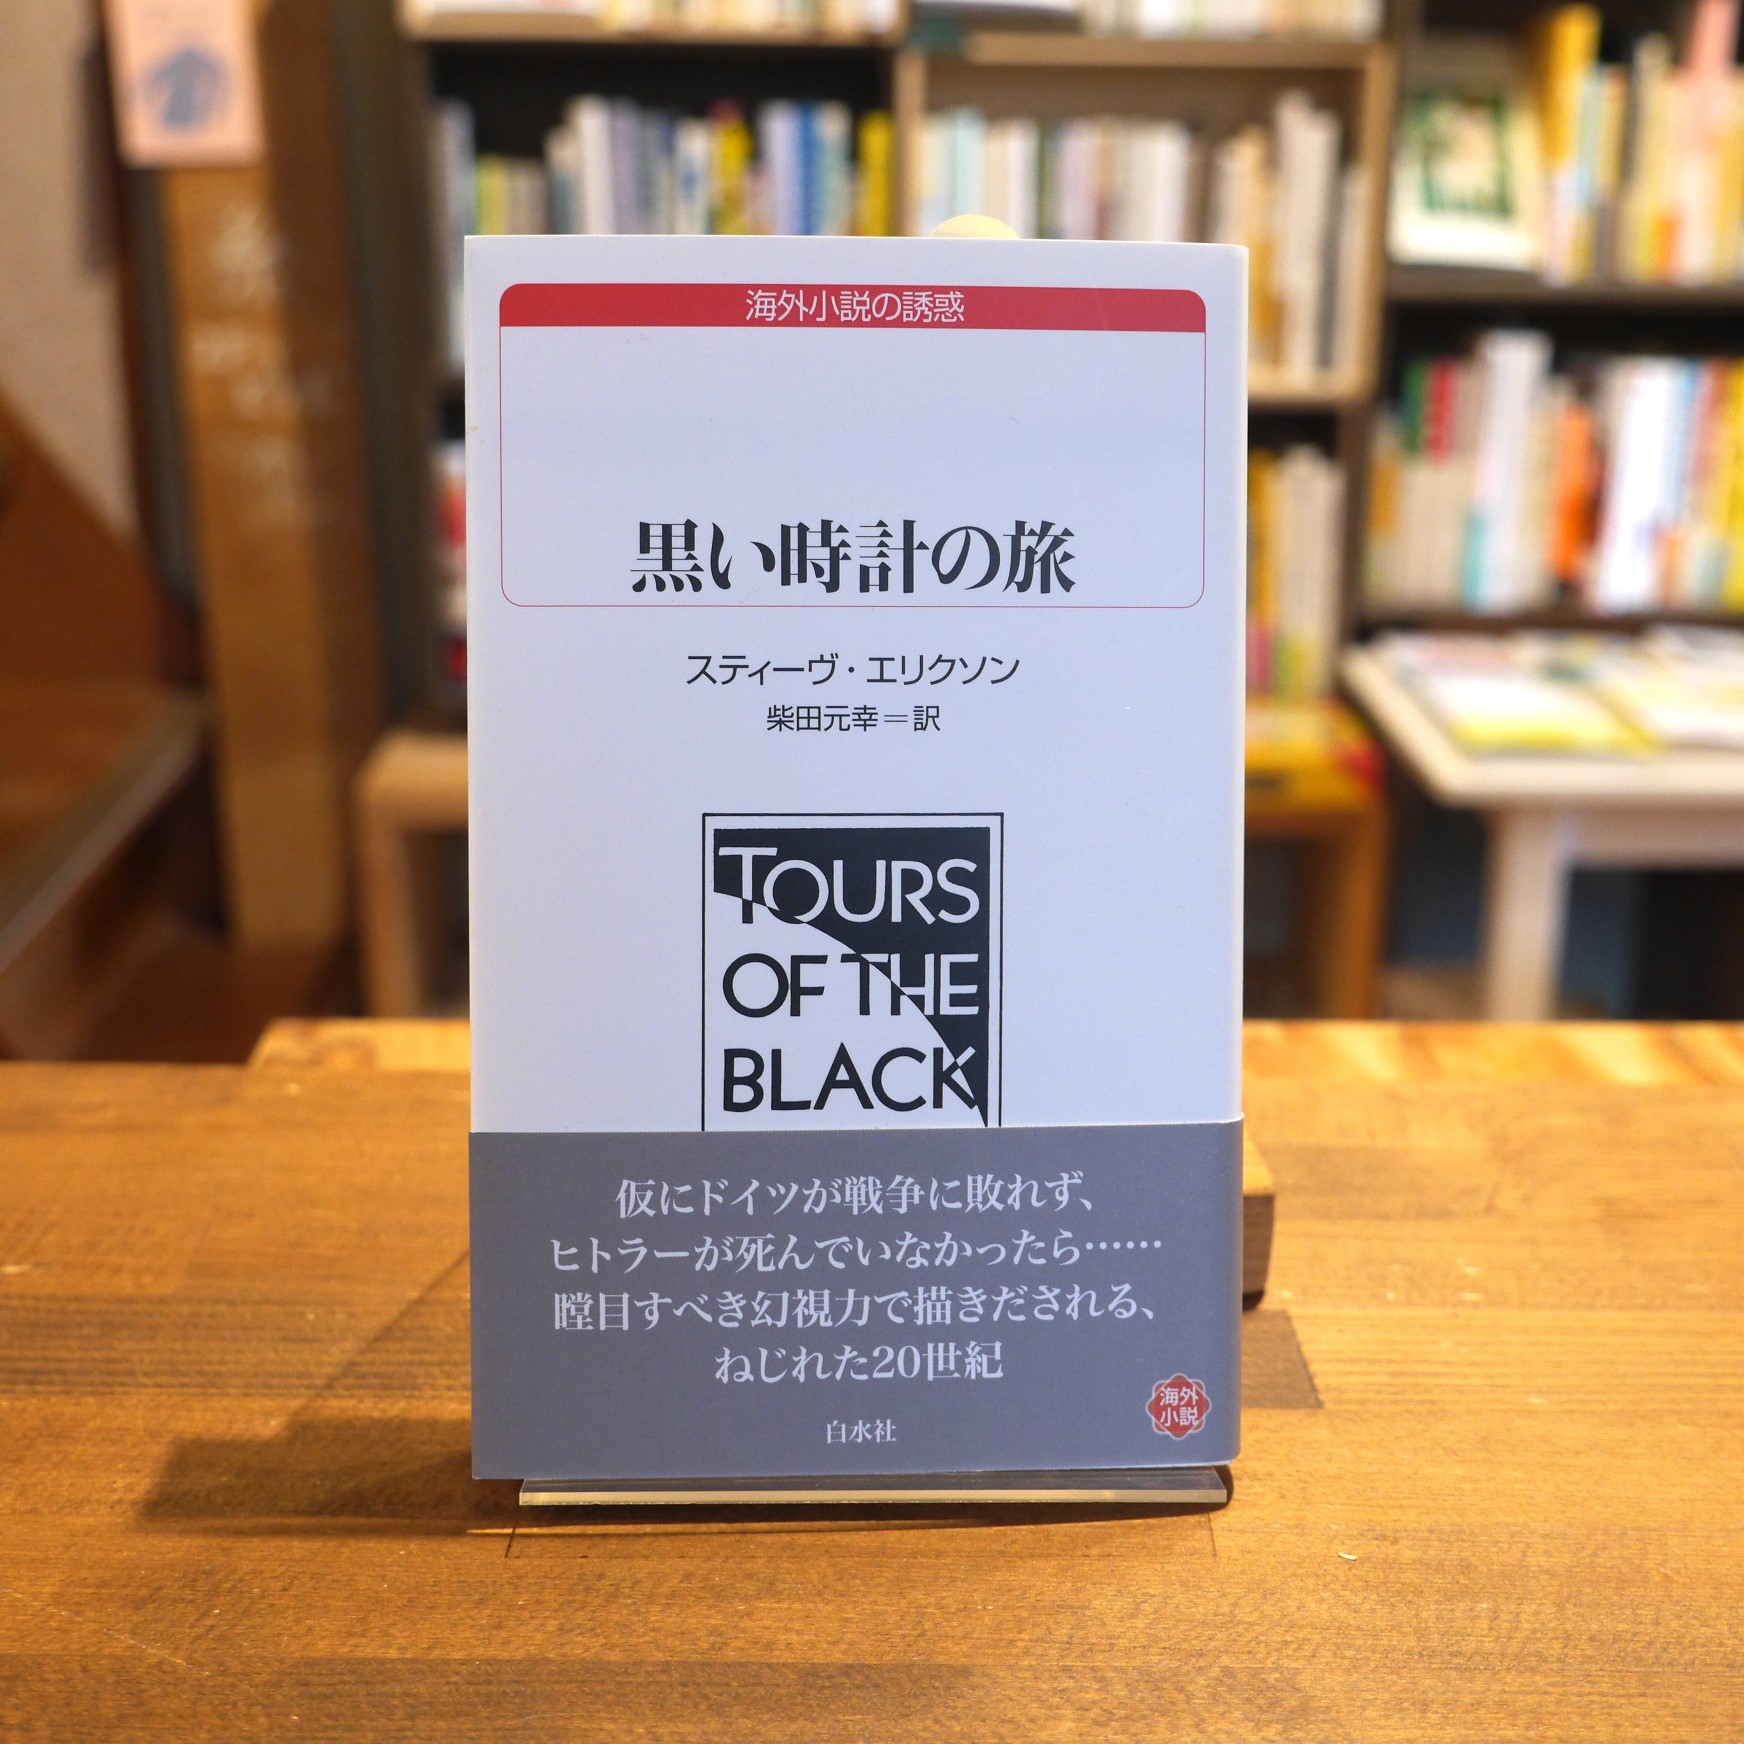 海外小説の誘惑
黒い時計の旅
スティーヴ・エリクソン
柴田元幸＝訳
TOURS
OF THE
BLACK
仮にドイツが戦争に敗れず、
ヒトラーが死んでいなかったら……
瞠目すべき幻視力で描きだされる、
ねじれた20世紀
白水社
海外
小説